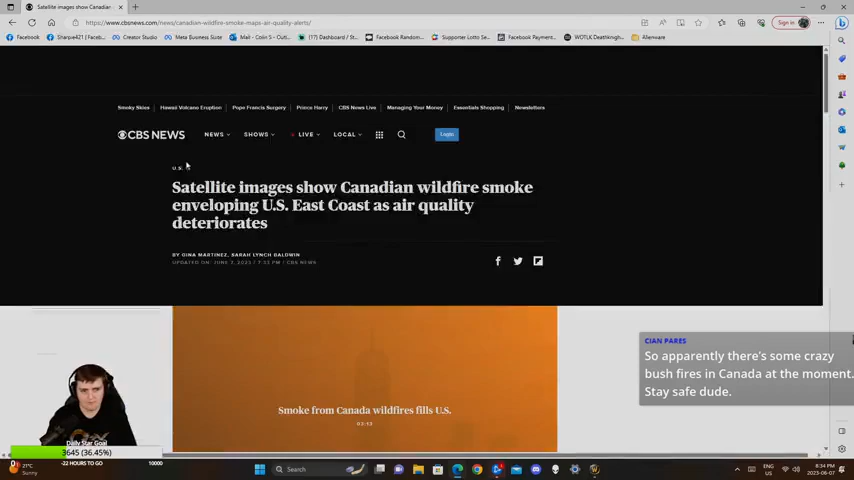 Satellite images show Canadian
https://www.cbsnews.com/news/canadian-wildfire-smoke-maps-air-quality-alerts/
Sign in
Facebook
Sharpie421 | Faceb...
Creator Studio
Meta Business Suite
Mail - Colin S - Outl...
(17) Dashboard / St...
Facebook Random...
Supporter Lotto Se...
Facebook Payment...
WOTLK Deathknigh...
Alienware
Smoky Skies
Hawaii Volcano Eruption
Pope Francis Surgery
Prince Harry
CBS News Live
Managing Your Money
Essentials Shopping
Newsletters
CBS NEWS
NEWS
SHOWS
LIVE
LOCAL
Login
U.S.
Satellite images show Canadian wildfire smoke
enveloping U.S. East Coast as air quality
deteriorates
BY GINA MARTINEZ, SARAH LYNCH BALDWIN
UPDATED ON: JUNE 7, 2023 / 7:33 PM / CBS NEWS
CIAN PARES
So apparently there's some crazy
bush fires in Canada at the moment.
Stay safe dude.
Smoke from Canada wildfires fills U.S.
Daily Star Goal
3645 (36.45%)
-22 HOURS TO GO
10000
21°C
Sunny
Search
ENG
US
8:34 PM
2023-06-07